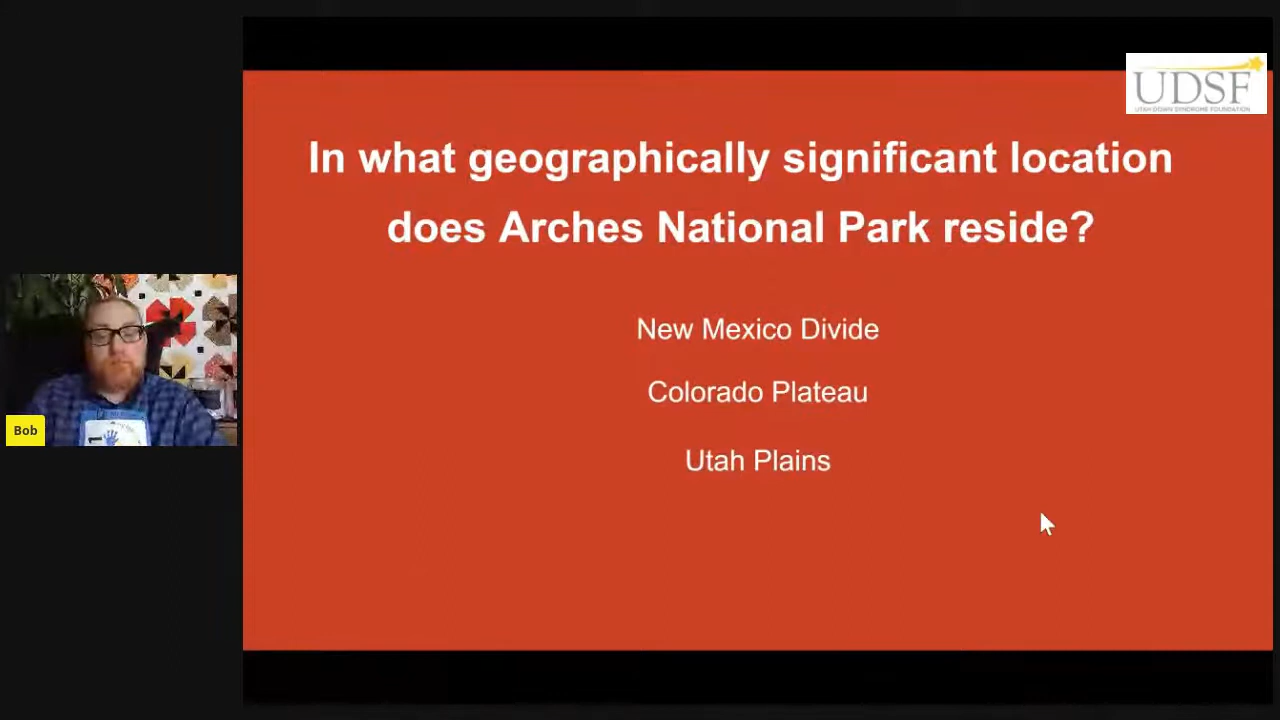 UDSF
UTAH DOWN SYNDROME FOUNDATION
In what geographically significant location
does Arches National Park reside?
New Mexico Divide
Colorado Plateau
Utah Plains
Bob